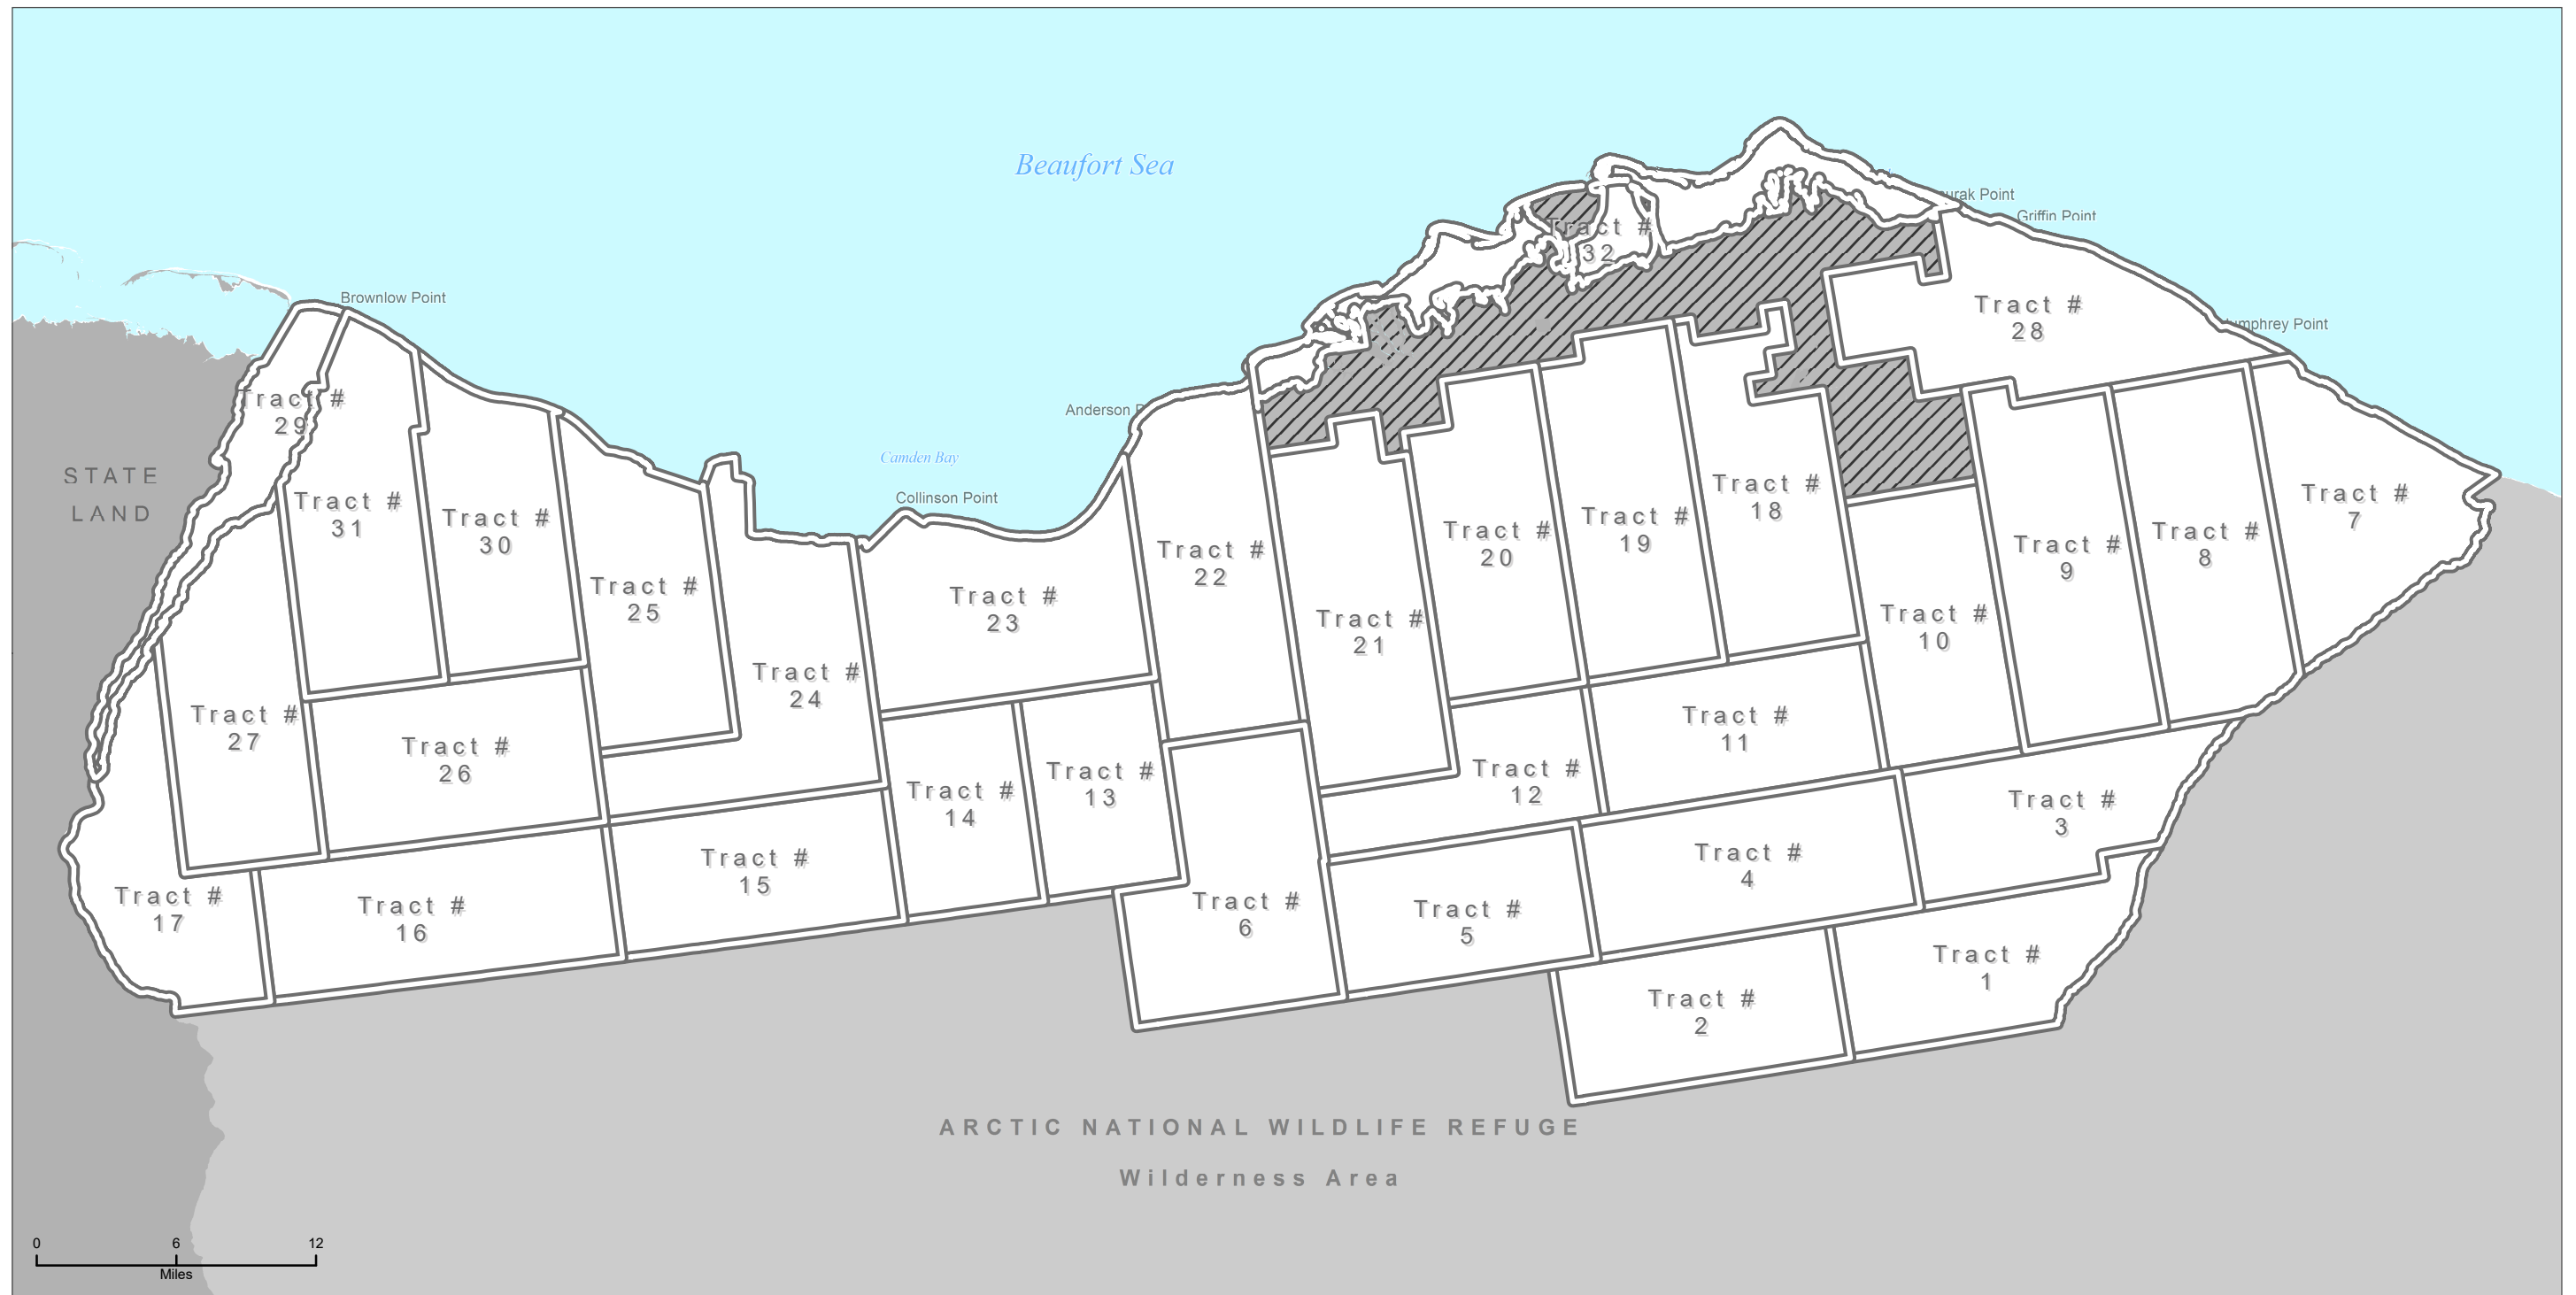 Beaufort Sea
urak Point
Griffin Point
Tract #
32
Brownlow Point
Tract #
28
umphrey Point
Tract #
29
Anderson
Camden Bay
STATE
LAND
Collinson Point
Tract #
31
Tract #
30
Tract #
25
Tract #
24
Tract #
23
Tract #
22
Tract #
21
Tract #
20
Tract #
19
Tract #
18
Tract #
10
Tract #
9
Tract #
8
Tract #
7
Tract #
27
Tract #
26
Tract #
14
Tract #
13
Tract #
12
Tract #
11
Tract #
3
Tract #
17
Tract #
16
Tract #
15
Tract #
6
Tract #
5
Tract #
4
Tract #
2
Tract #
1
ARCTIC NATIONAL WILDLIFE REFUGE
Wilderness Area
0 6 12
Miles